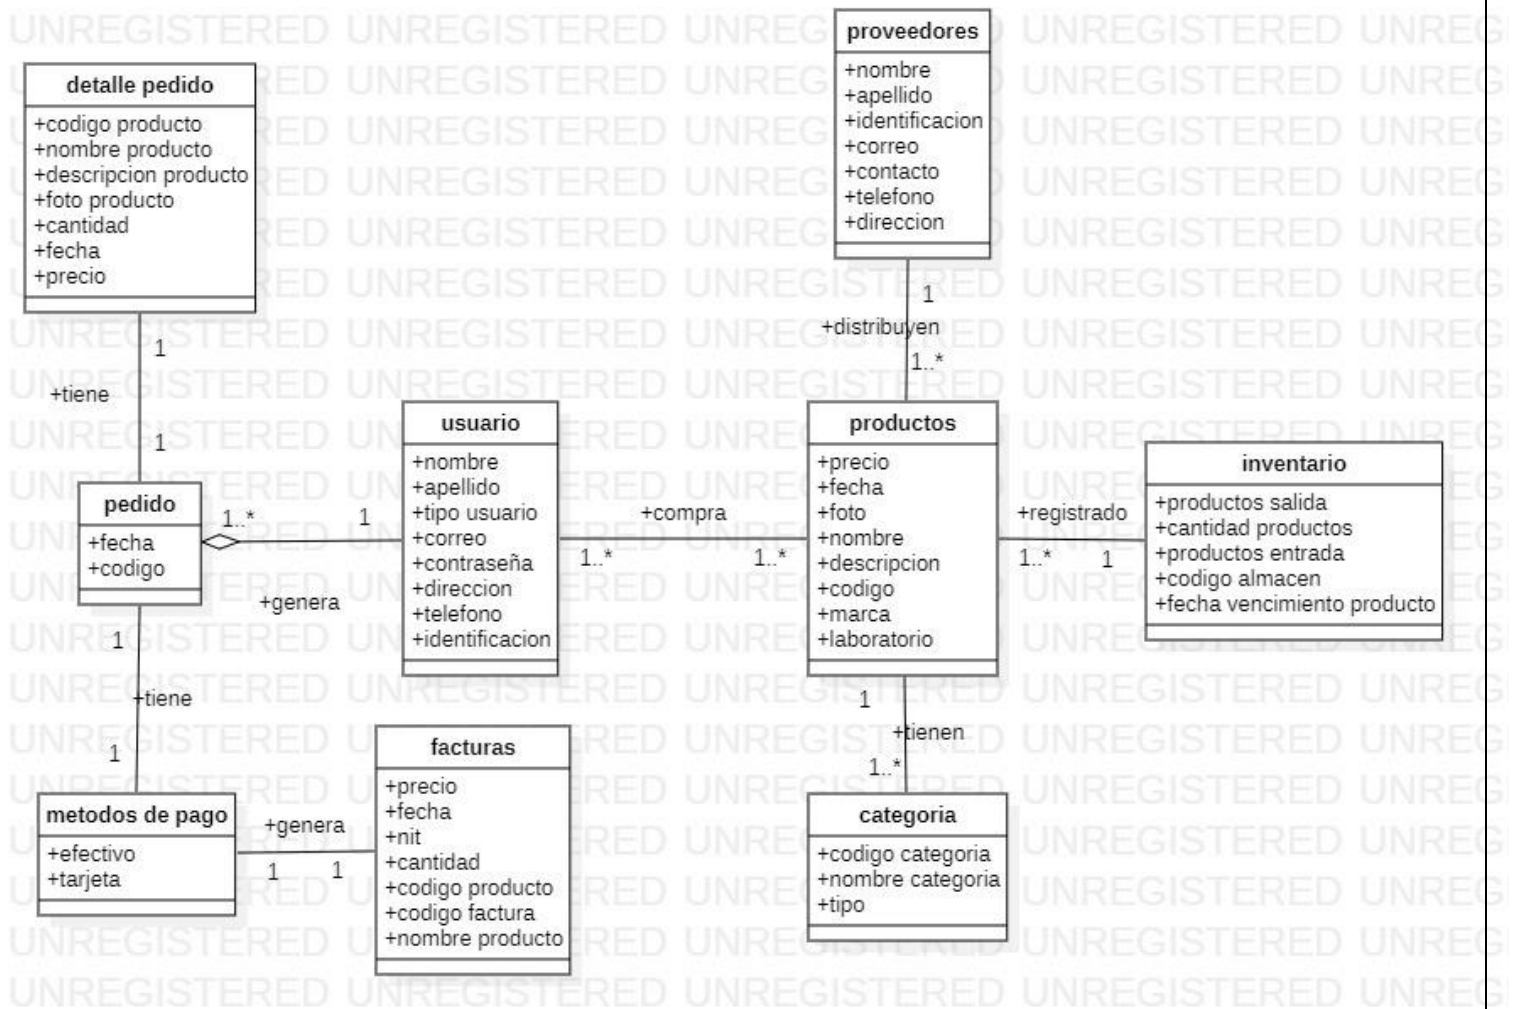 proveedores
+nombre
+apellido
+identificacion
+correo
+contacto
+telefono
+direccion
detalle pedido
+codigo producto
+nombre producto
+descripcion producto
+foto producto
+cantidad
+fecha
+precio
1
+distribuyen
1..*
1
+tiene
1
pedido
+fecha
+codigo
1..*
1
+genera
usuario
+nombre
+apellido
+tipo usuario
+correo
+contraseña
+direccion
+telefono
+identificacion
+compra
1..*
1..*
productos
+precio
+fecha
+foto
+nombre
+descripcion
+codigo
+marca
+laboratorio
+registrado
1..*
1
inventario
+productos salida
+cantidad productos
+productos entrada
+codigo almacen
+fecha vencimiento producto
1
+tiene
1
metodos de pago
+efectivo
+tarjeta
+genera
1
1
facturas
+precio
+fecha
+nit
+cantidad
+codigo producto
+codigo factura
+nombre producto
1
+tienen
1..*
categoria
+codigo categoria
+nombre categoria
+tipo
UNREGISTERED